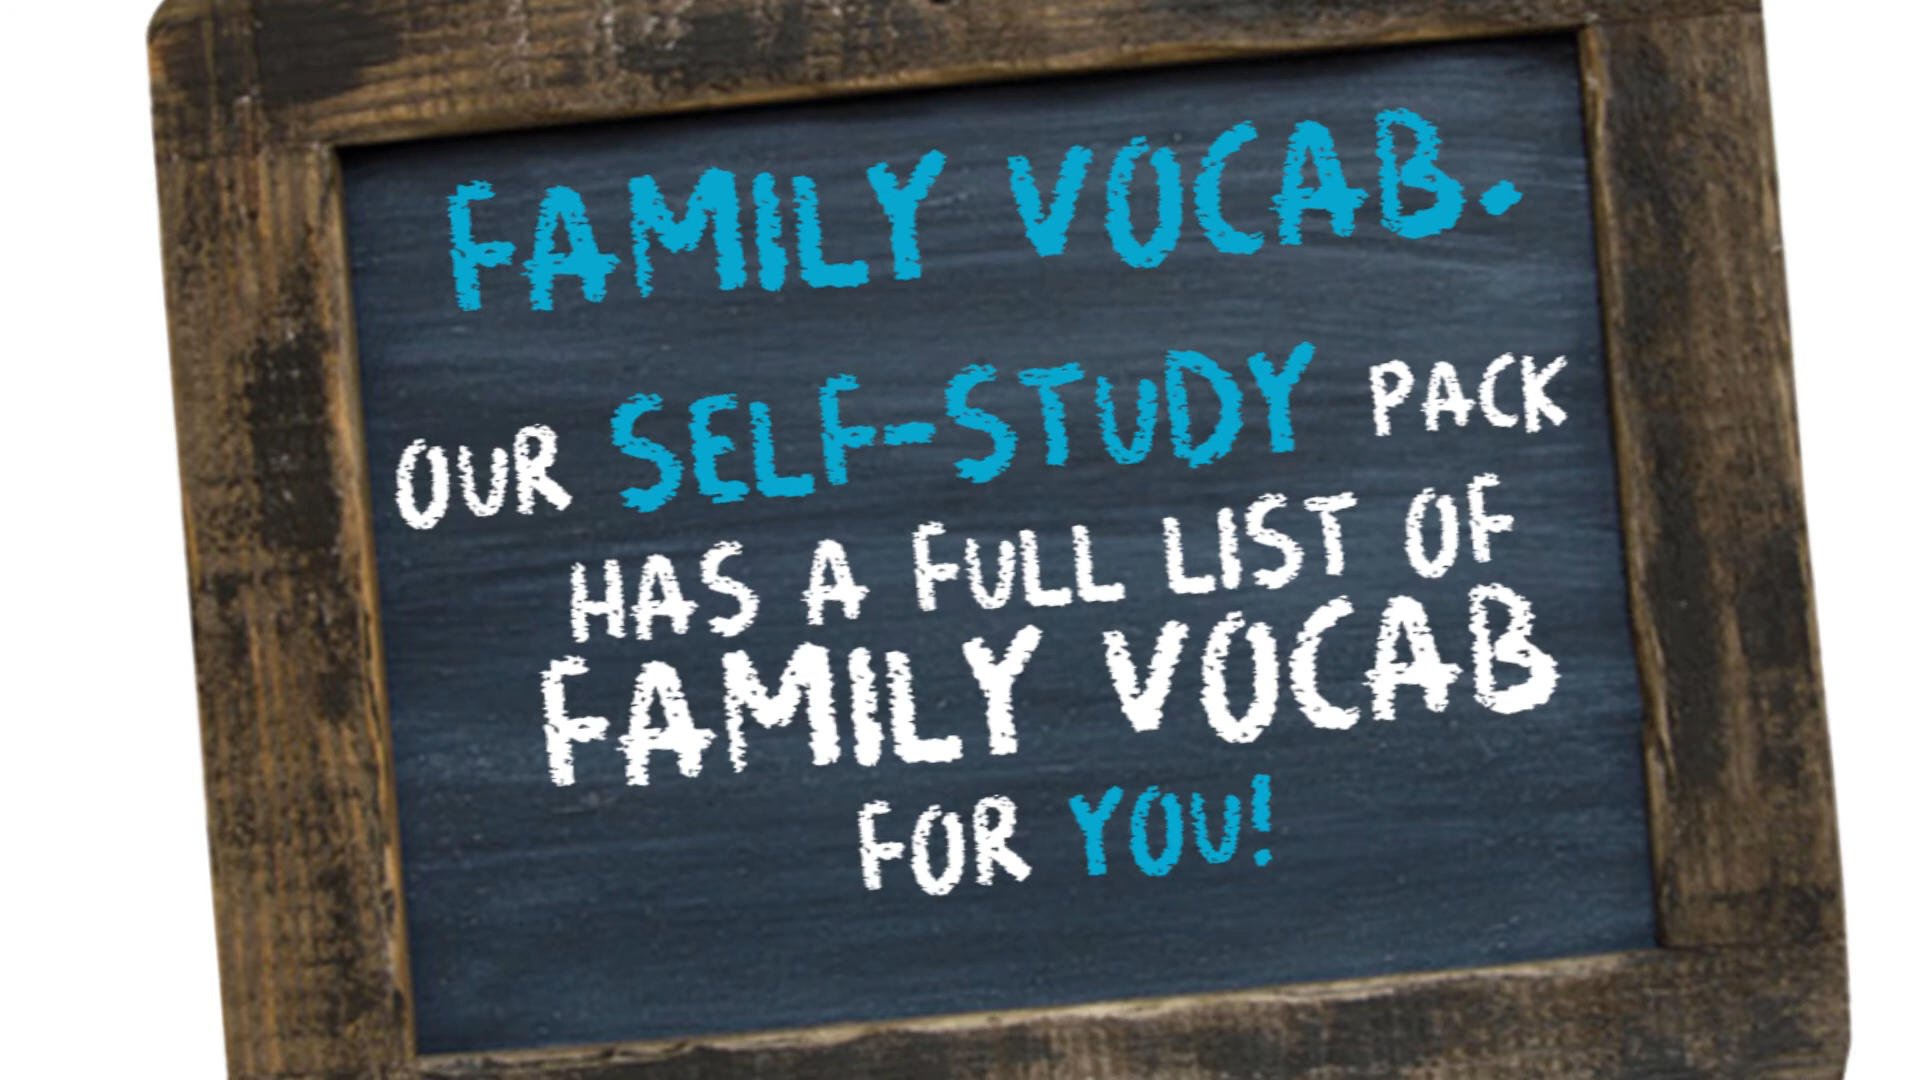 FAMILY VOCAB.
OUR SELF-STUDY PACK
HAS A FULL LIST OF
FAMILY VOCAB
FOR YOU!